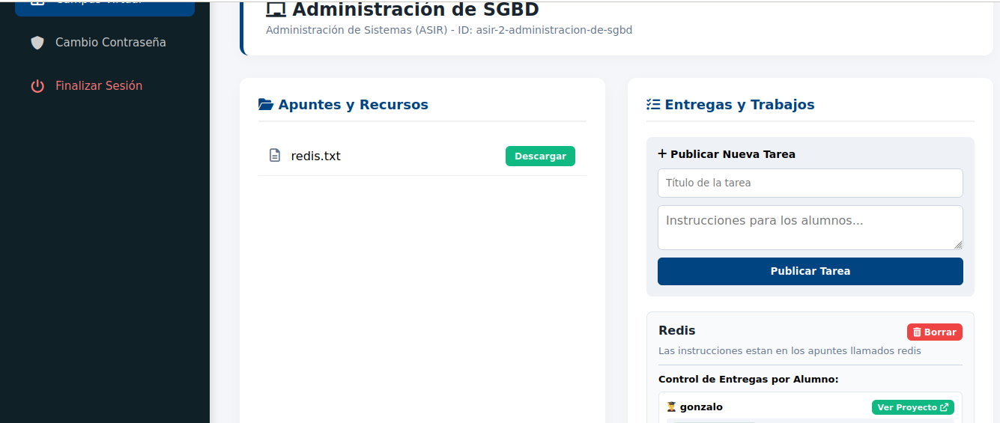 Campus Virtual
Cambio Contraseña
Finalizar Sesión
Administración de SGBD
Administración de Sistemas (ASIR) - ID: asir-2-administracion-de-sgbd
Apuntes y Recursos
redis.txt
Descargar
Entregas y Trabajos
Publicar Nueva Tarea
Título de la tarea
Instrucciones para los alumnos...
Publicar Tarea
Redis
Borrar
Las instrucciones estan en los apuntes llamados redis
Control de Entregas por Alumno:
gonzalo
Ver Proyecto